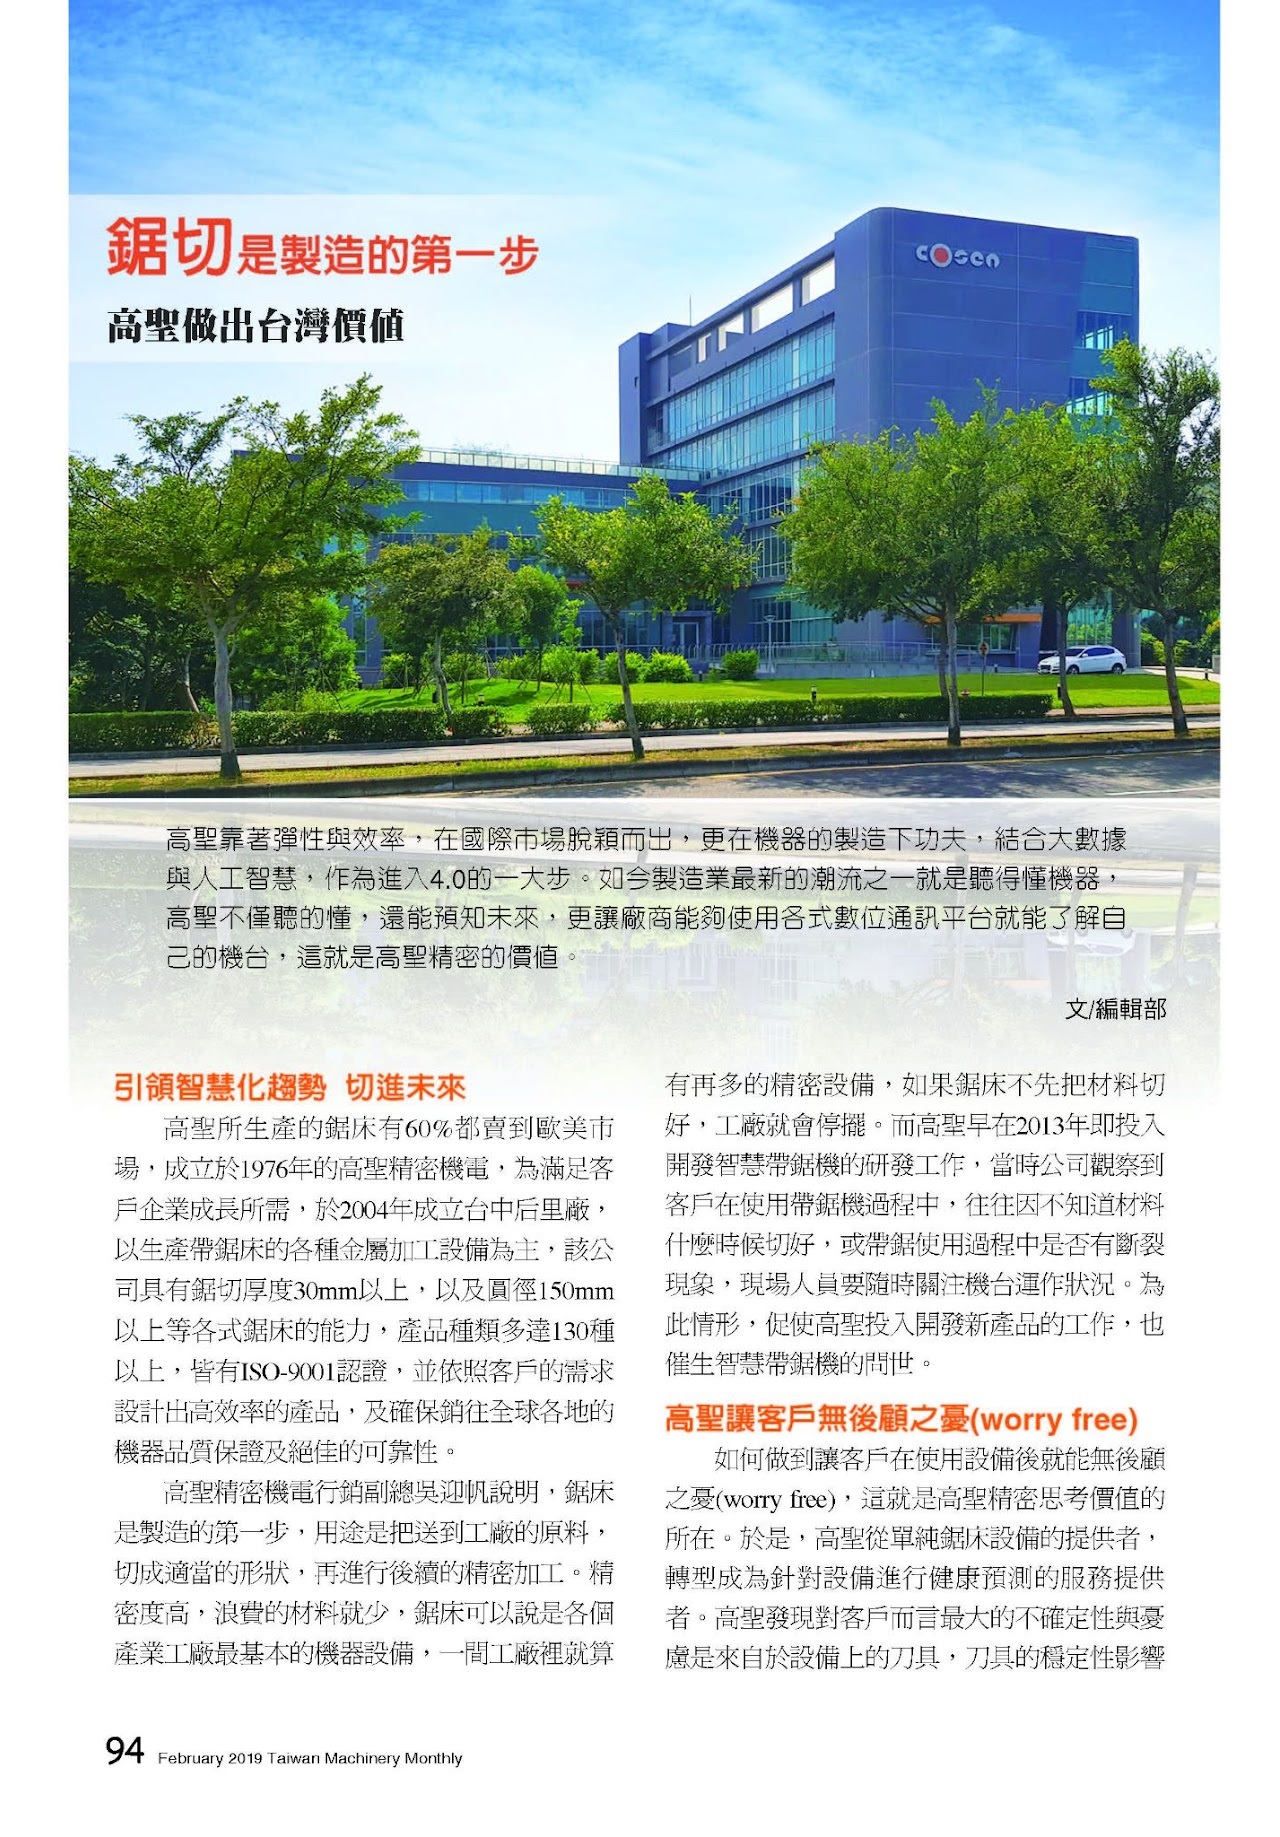 cosen
鋸切是製造的第一步
高聖做出台灣價值
高聖靠著彈性與效率，在國際市場脫穎而出，更在機器的製造下功夫，結合大數據
與人工智慧，作為進入4.0的一大步。如今製造業最新的潮流之一就是聽得懂機器，
高聖不僅聽的懂，還能預知未來，更讓廠商能夠使用各式數位通訊平台就能了解自
己的機台，這就是高聖精密的價值。
文/編輯部
引領智慧化趨勢 切進未來
高聖所生產的鋸床有60%都賣到歐美市
場，成立於1976年的高聖精密機電，為滿足客
戶企業成長所需，於2004年成立台中后里廠，
以生產帶鋸床的各種金屬加工設備為主，該公
司具有鋸切厚度30mm以上，以及圓徑150mm
以上等各式鋸床的能力，產品種類多達130種
以上，皆有ISO-9001認證，並依照客戶的需求
設計出高效率的產品，及確保銷往全球各地的
機器品質保證及絕佳的可靠性。
高聖精密機電行銷副總吳迎帆說明，鋸床
是製造的第一步，用途是把送到工廠的原料，
切成適當的形狀，再進行後續的精密加工。精
密度高，浪費的材料就少，鋸床可以說是各個
產業工廠最基本的機器設備，一間工廠裡就算
有再多的精密設備，如果鋸床不先把材料切
好，工廠就會停擺。而高聖早在2013年即投入
開發智慧帶鋸機的研發工作，當時公司觀察到
客戶在使用帶鋸機過程中，往往因不知道材料
什麼時候切好，或帶鋸使用過程中是否有斷裂
現象，現場人員要隨時關注機台運作狀況。為
此情形，促使高聖投入開發新產品的工作，也
催生智慧帶鋸機的問世。
高聖讓客戶無後顧之憂(worry free)
如何做到讓客戶在使用設備後就能無後顧
之憂(worry free)，這就是高聖精密思考價值的
所在。於是，高聖從單純鋸床設備的提供者，
轉型成為針對設備進行健康預測的服務提供
者。高聖發現對客戶而言最大的不確定性與憂
慮是來自於設備上的刀具，刀具的穩定性影響
94 February 2019 Taiwan Machinery Monthly